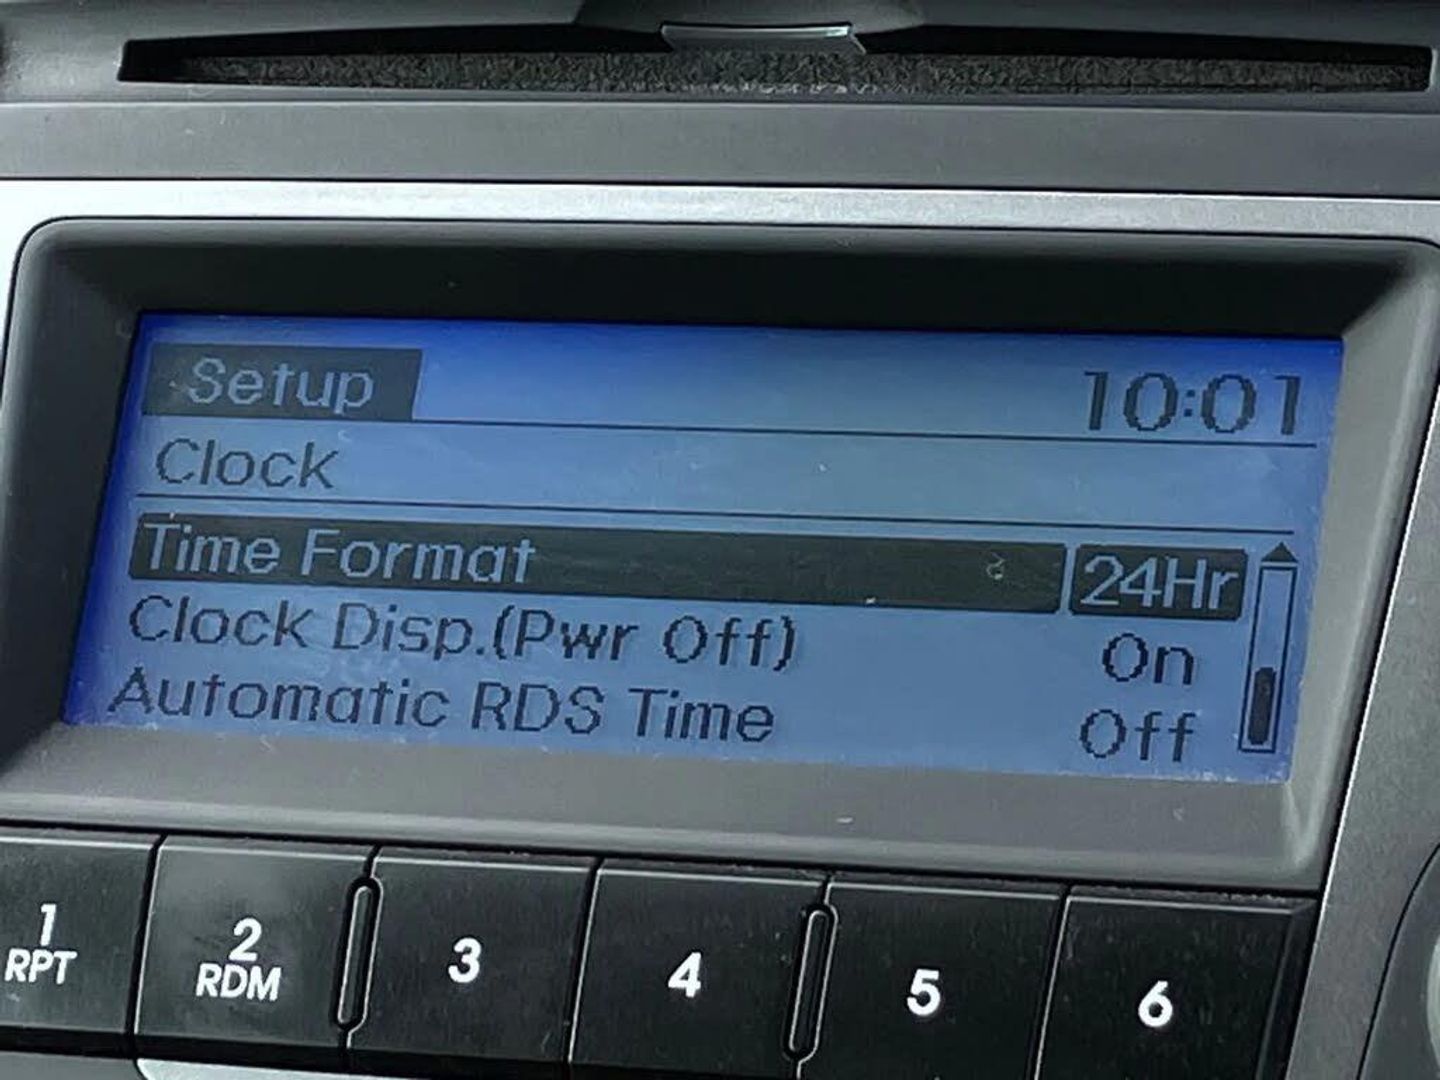 Setup 10:01
Clock
Time Format 24Hr
Clock Disp.(Pwr Off) On
Automatic RDS Time Off
1 2 3 4 5 6
RPT RDM